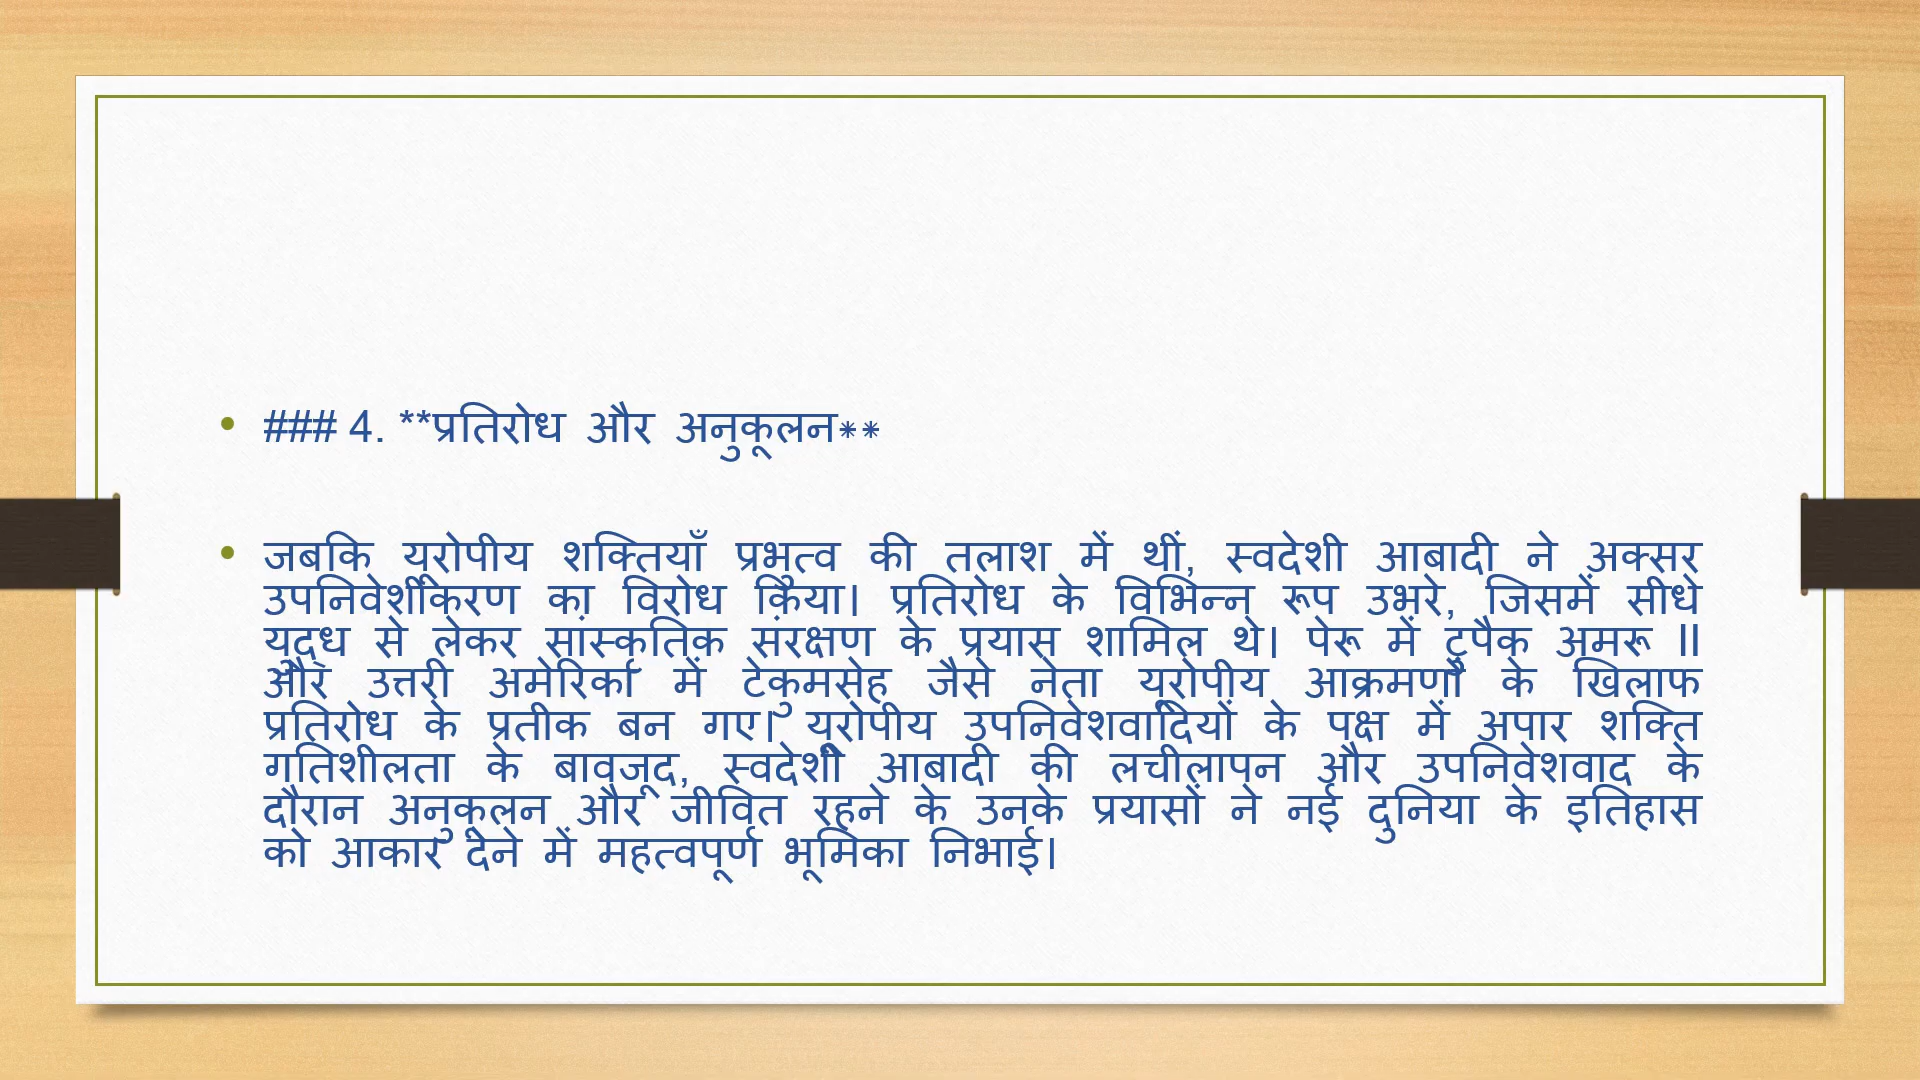 ### 4. **प्रतिरोध और अनुकूलन**
जबकि यूरोपीय शक्तियाँ प्रभुत्व की तलाश में थीं, स्वदेशी आबादी ने अक्सर
उपनिवेशीकरण का विरोध किया। प्रतिरोध के विभिन्न रूप उभरे, जिसमें सीधे
युद्ध से लेकर सांस्कृतिक संरक्षण के प्रयास शामिल थे। पेरू में टुपैक अमरू II
और उत्तरी अमेरिका में टेकुमसेह जैसे नेता यूरोपीय आक्रमणों के खिलाफ
प्रतिरोध के प्रतीक बन गए। यूरोपीय उपनिवेशवादियों के पक्ष में अपार शक्ति
गतिशीलता के बावजूद, स्वदेशी आबादी की लचीलापन और उपनिवेशवाद के
दौरान अनुकूलन और जीवित रहने के उनके प्रयासों ने नई दुनिया के इतिहास
को आकार देने में महत्वपूर्ण भूमिका निभाई।